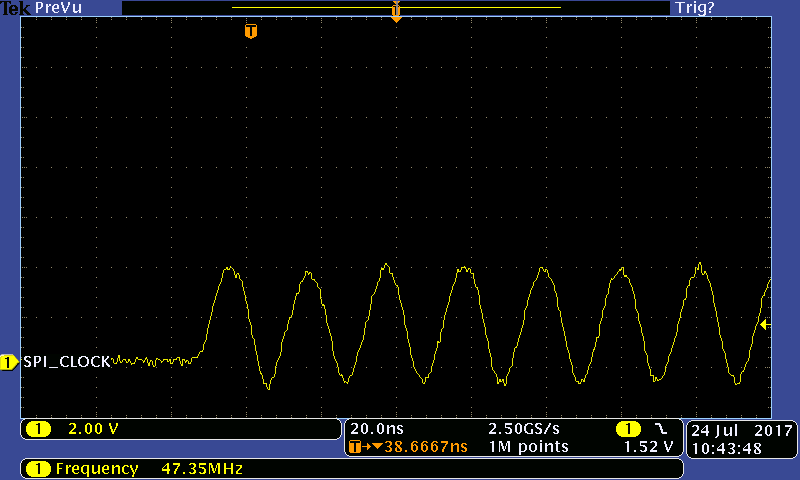 Tek PreVu Trig?
T
T
1 SPI_CLOCK
1 2.00 V 20.0ns 2.50GS/s 1 1.52 V
T→▼38.6667ns 1M points
24 Jul 2017
10:43:48
1 Frequency 47.35MHz